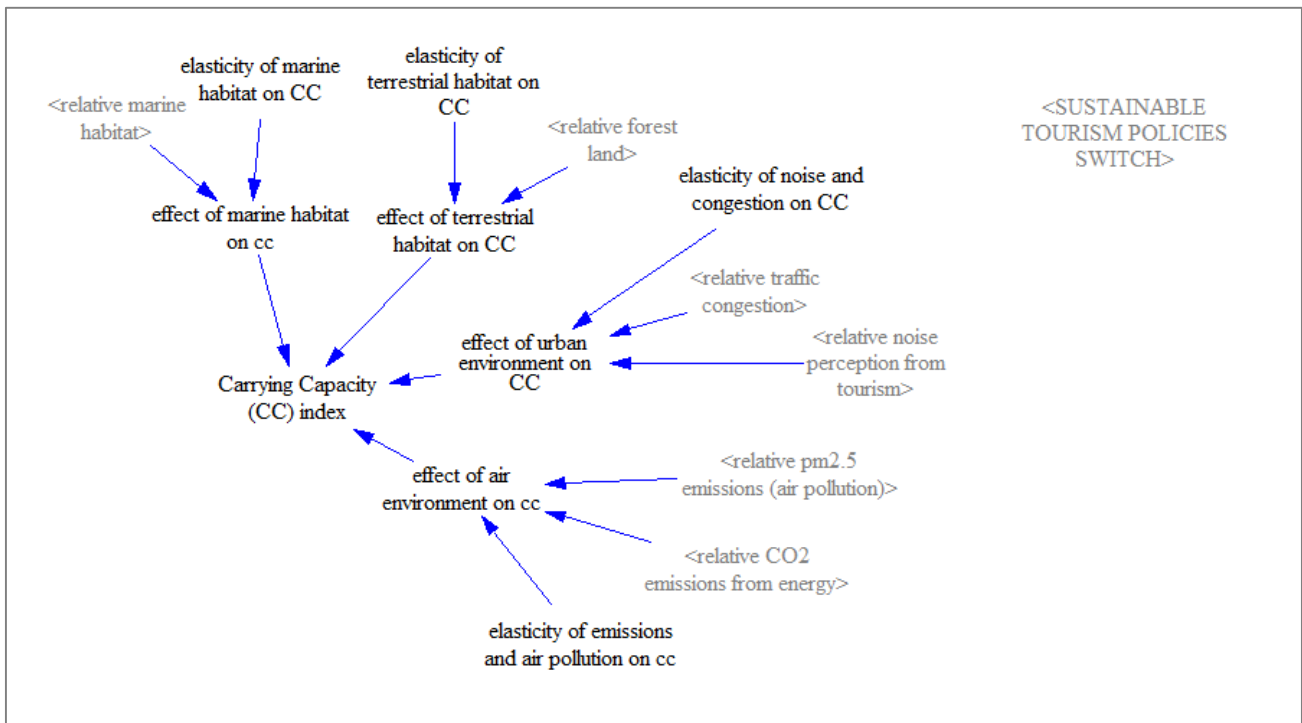 elasticity of marine
habitat on CC
elasticity of
terrestrial habitat on
CC
<relative marine
habitat>
<relative forest
land>
<SUSTAINABLE
TOURISM POLICIES
SWITCH>
elasticity of noise and
congestion on CC
effect of marine habitat
on cc
effect of terrestrial
habitat on CC
<relative traffic
congestion>
effect of urban
environment on
CC
<relative noise
perception from
tourism>
Carrying Capacity
(CC) index
effect of air
environment on cc
<relative pm2.5
emissions (air pollution)>
<relative CO2
emissions from energy>
elasticity of emissions
and air pollution on cc